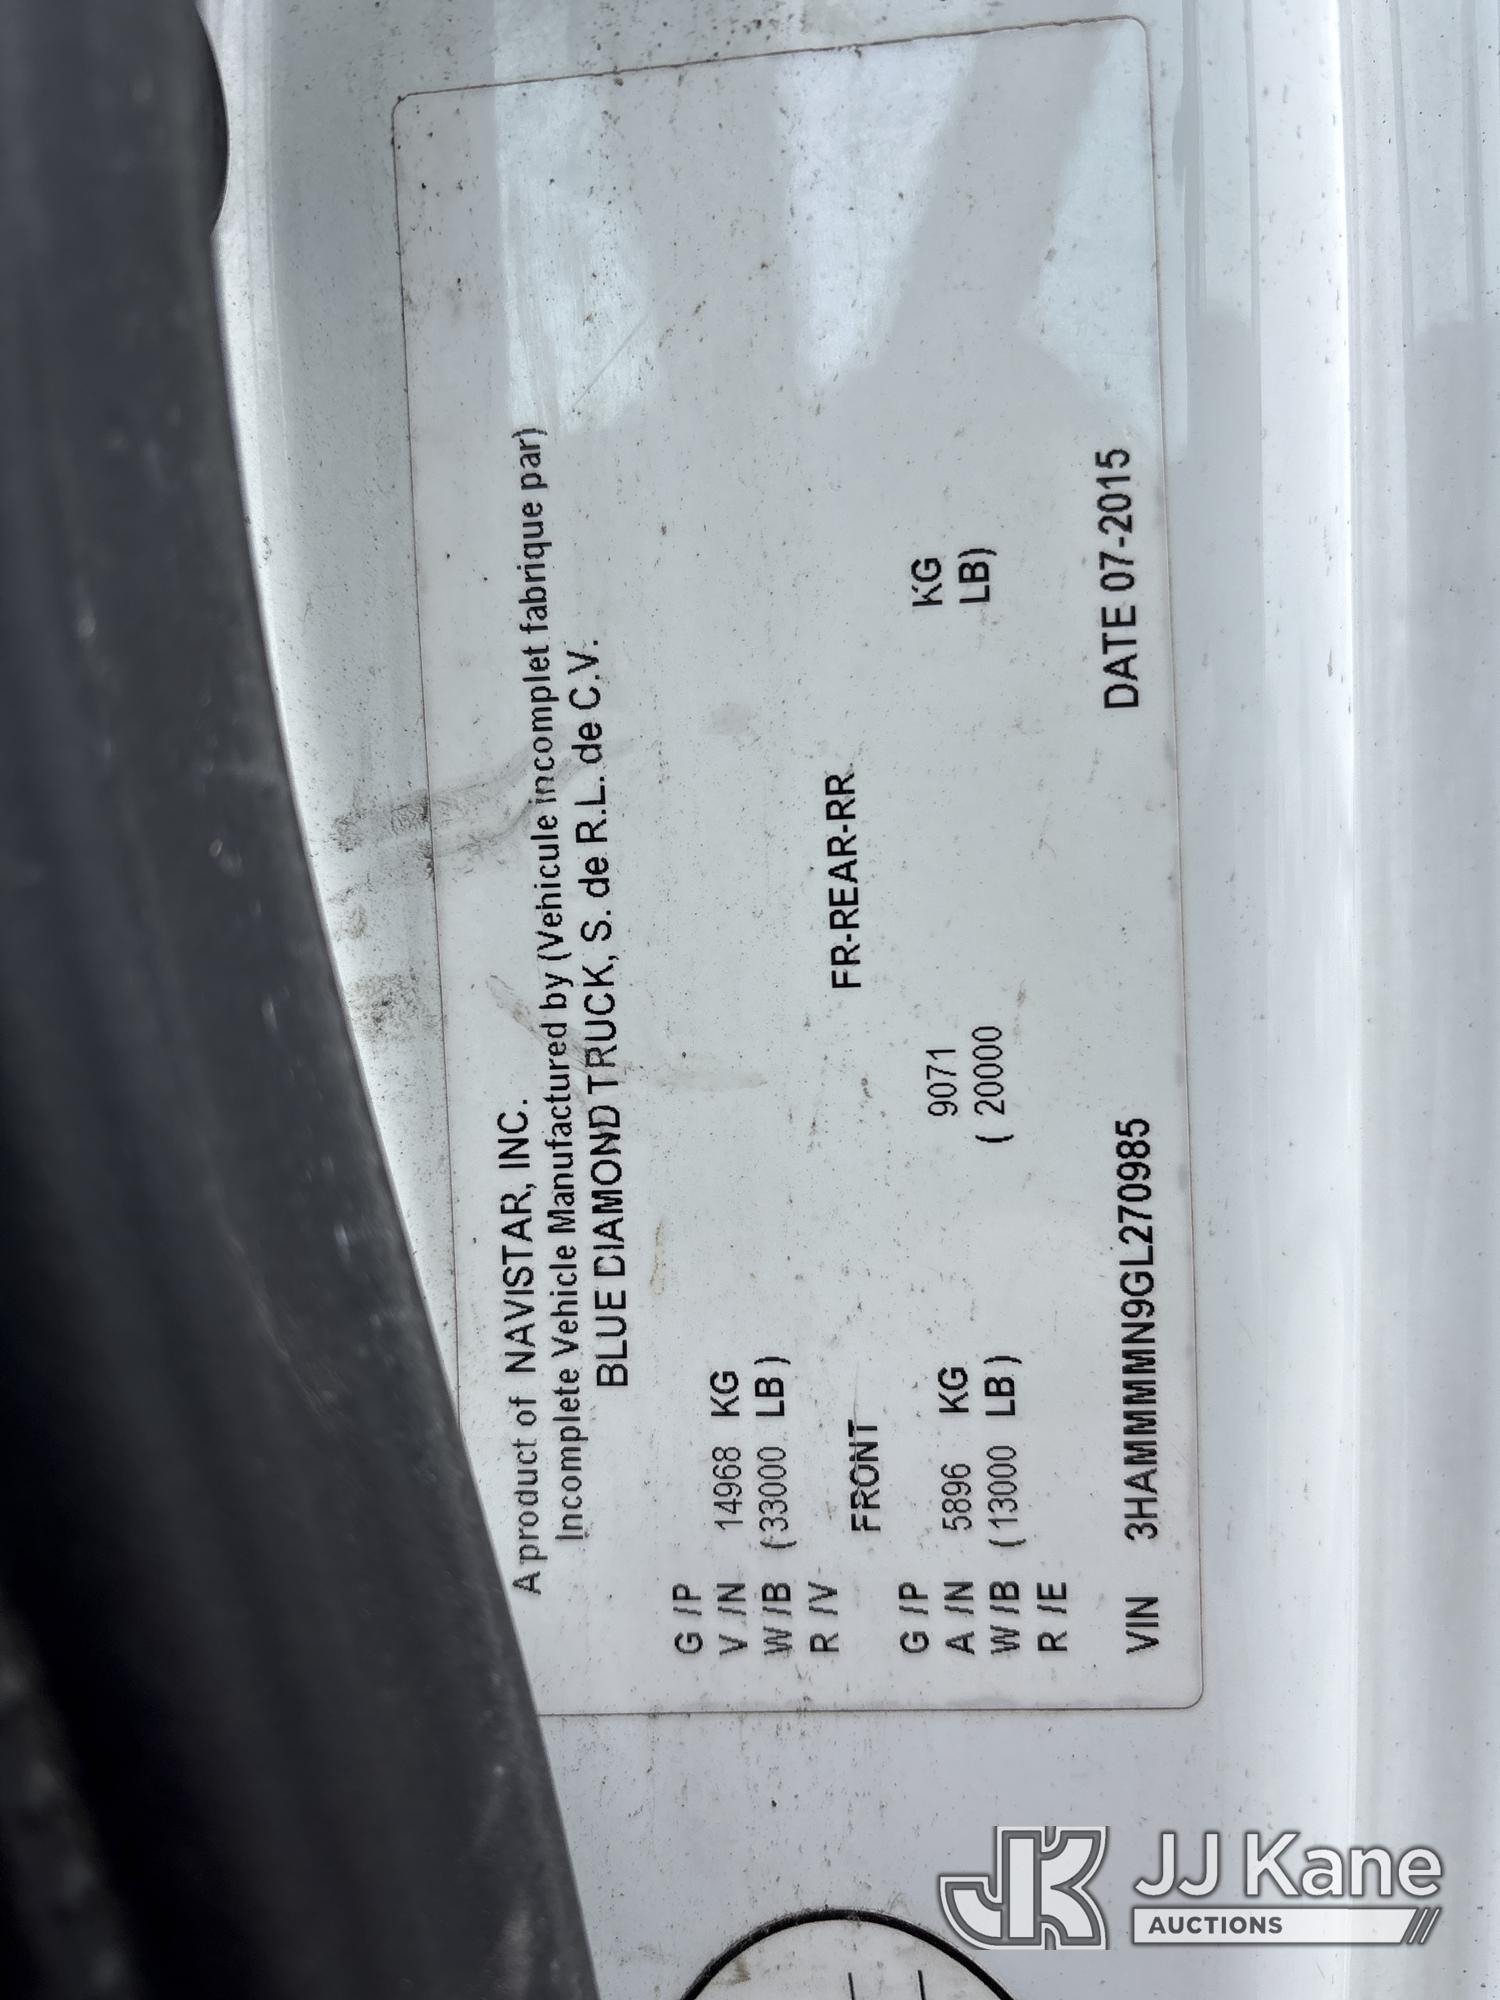 A product of NAVISTAR, INC.
Incomplete Vehicle Manufactured by (Vehicule incomplet fabrique par)
BLUE DIAMOND TRUCK, S. de R.L. de C.V.
G /P
V /N 14968 KG
W/B (33000 LB)
R /V
FRONT FR-REAR-RR
G /P
A /N 5896 KG 9071 KG
W/B (13000 LB) ( 20000 LB)
R /E
VIN 3HAMMMMN9GL270985 DATE 07-2015
JK JJ Kane
AUCTIONS